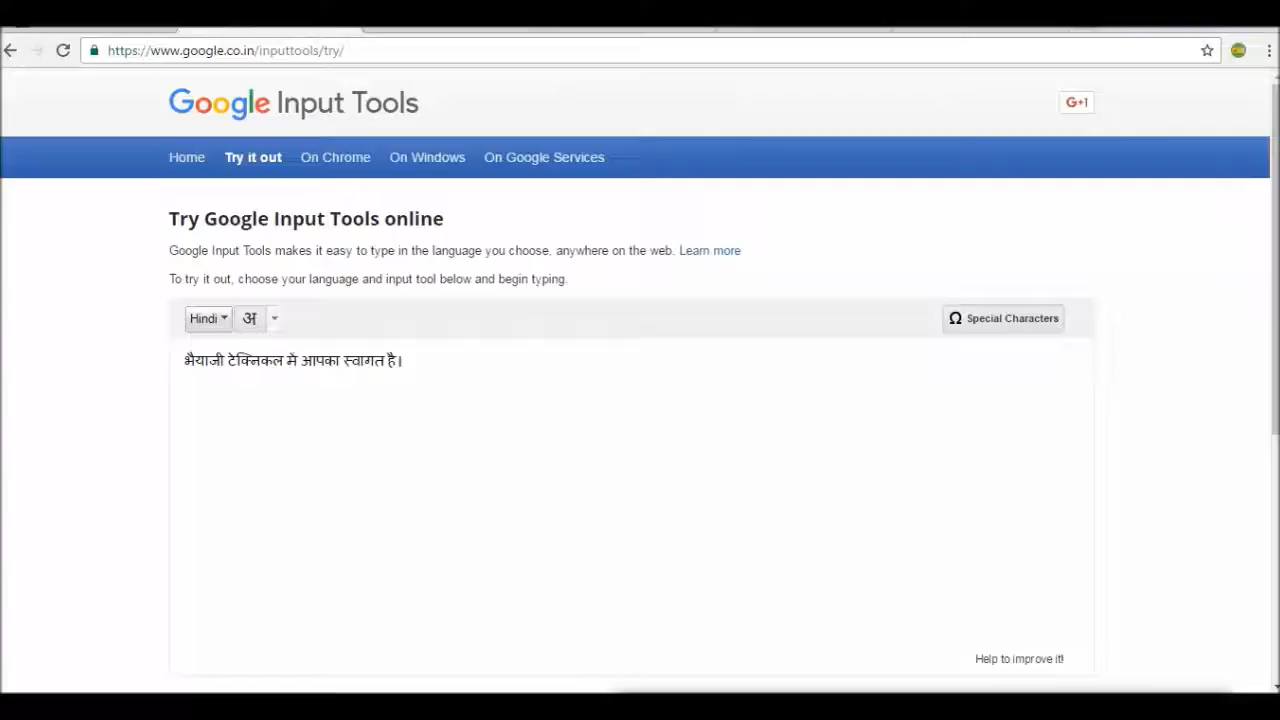 https://www.google.co.in/inputtools/try/
Google Input Tools
G+1
Home Try it out On Chrome On Windows On Google Services
Try Google Input Tools online
Google Input Tools makes it easy to type in the language you choose, anywhere on the web. Learn more
To try it out, choose your language and input tool below and begin typing.
Hindi अ Ω Special Characters
भैयाजी टेक्निकल में आपका स्वागत है।
Help to improve it!